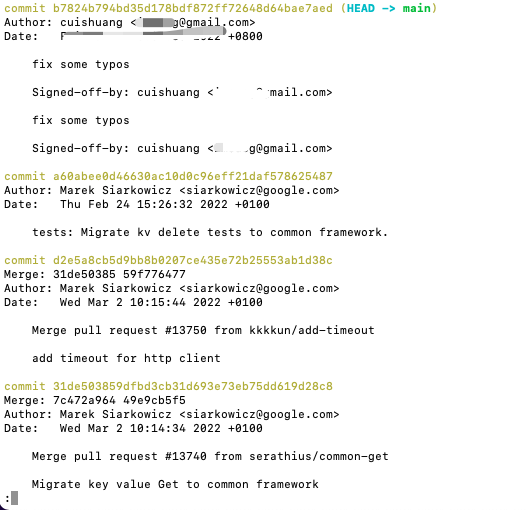 commit b7824b794bd35d178bdf872ff72648d64bae7aed (HEAD -> main)
Author: cuishuang < g@gmail.com>
Date: 2022 +0800
fix some typos
Signed-off-by: cuishuang < mail.com>
fix some typos
Signed-off-by: cuishuang < g@gmail.com>
commit a60abee0d46630ac10d0c96eff21daf578625487
Author: Marek Siarkowicz <siarkowicz@google.com>
Date: Thu Feb 24 15:26:32 2022 +0100
tests: Migrate kv delete tests to common framework.
commit d2e5a8cb5d9bb8b0207ce435e72b25553ab1d38c
Merge: 31de50385 59f776477
Author: Marek Siarkowicz <siarkowicz@google.com>
Date: Wed Mar 2 10:15:44 2022 +0100
Merge pull request #13750 from kkkkun/add-timeout
add timeout for http client
commit 31de503859dfbd3cb31d693e73eb75dd619d28c8
Merge: 7c472a964 49e9cb5f5
Author: Marek Siarkowicz <siarkowicz@google.com>
Date: Wed Mar 2 10:14:34 2022 +0100
Merge pull request #13740 from serathius/common-get
Migrate key value Get to common framework
: